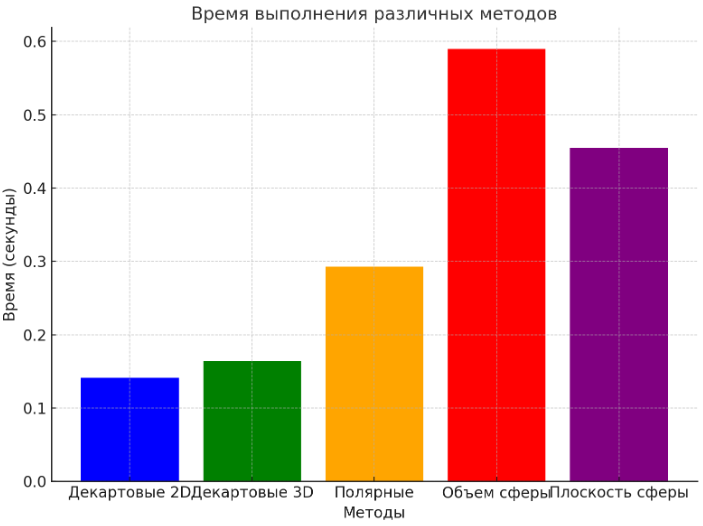 Время выполнения различных методов
Время (секунды)
0.6
0.5
0.4
0.3
0.2
0.1
0.0
Декартовые 2D
Декартовые 3D
Полярные
Объем сферы
Плоскость сферы
Методы